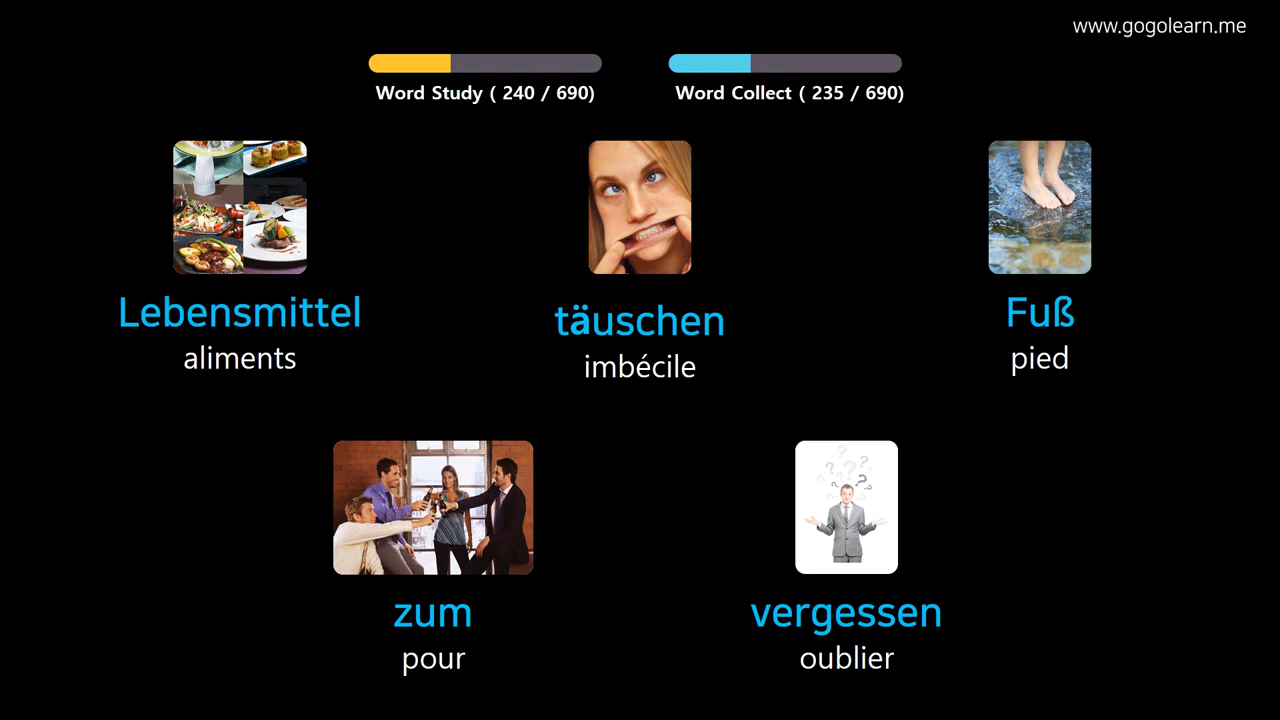 www.gogolearn.me
Word Study ( 240 / 690)
Word Collect ( 235 / 690)
Lebensmittel
aliments
täuschen
imbécile
Fuß
pied
zum
pour
vergessen
oublier